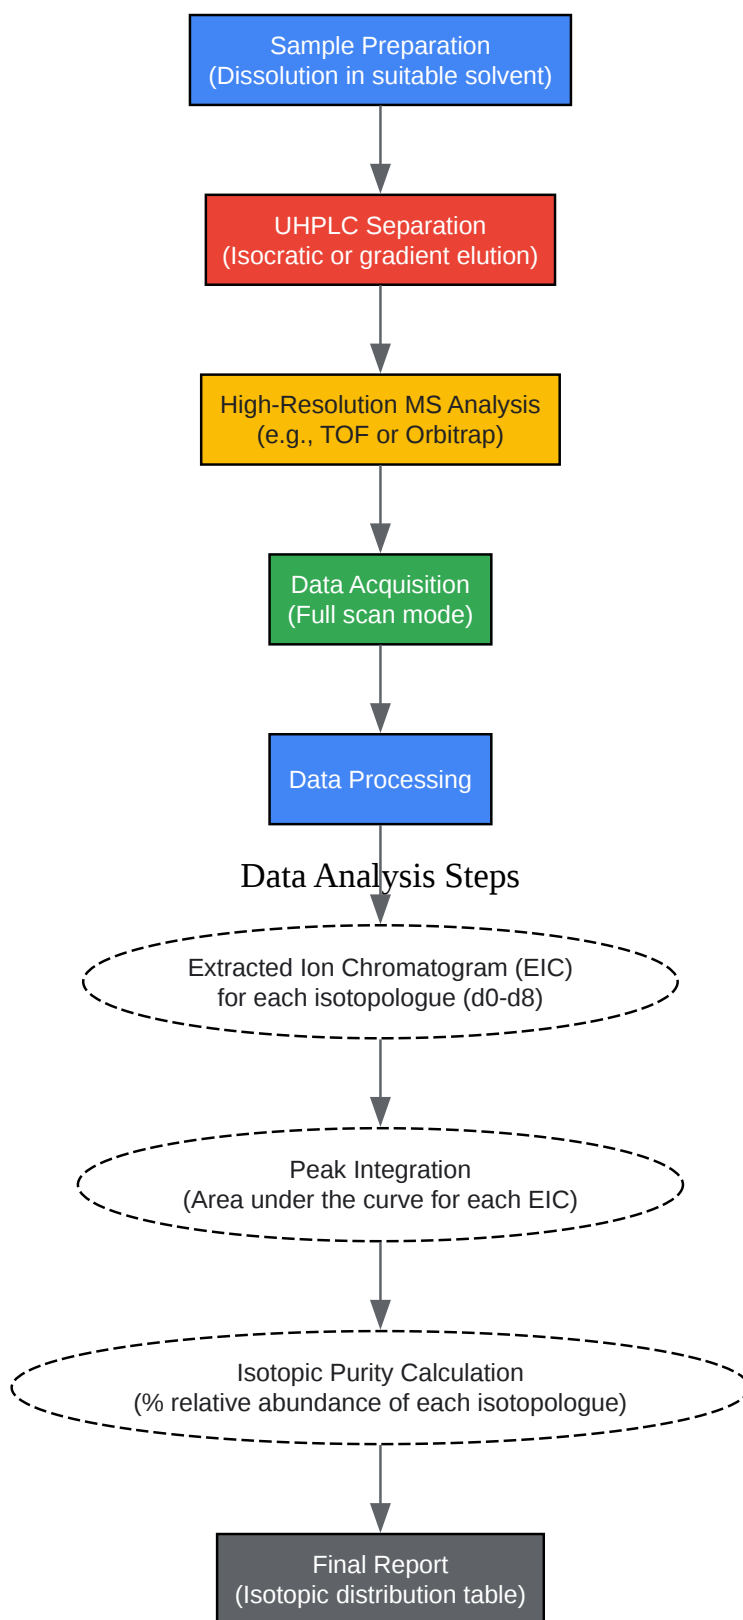 Sample Preparation
(Dissolution in suitable solvent)
UHPLC Separation
(Isocratic or gradient elution)
High-Resolution MS Analysis
(e.g., TOF or Orbitrap)
Data Acquisition
(Full scan mode)
Data Processing
Data Analysis Steps
Extracted Ion Chromatogram (EIC)
for each isotopologue (d0-d8)
Peak Integration
(Area under the curve for each EIC)
Isotopic Purity Calculation
(% relative abundance of each isotopologue)
Final Report
(Isotopic distribution table)